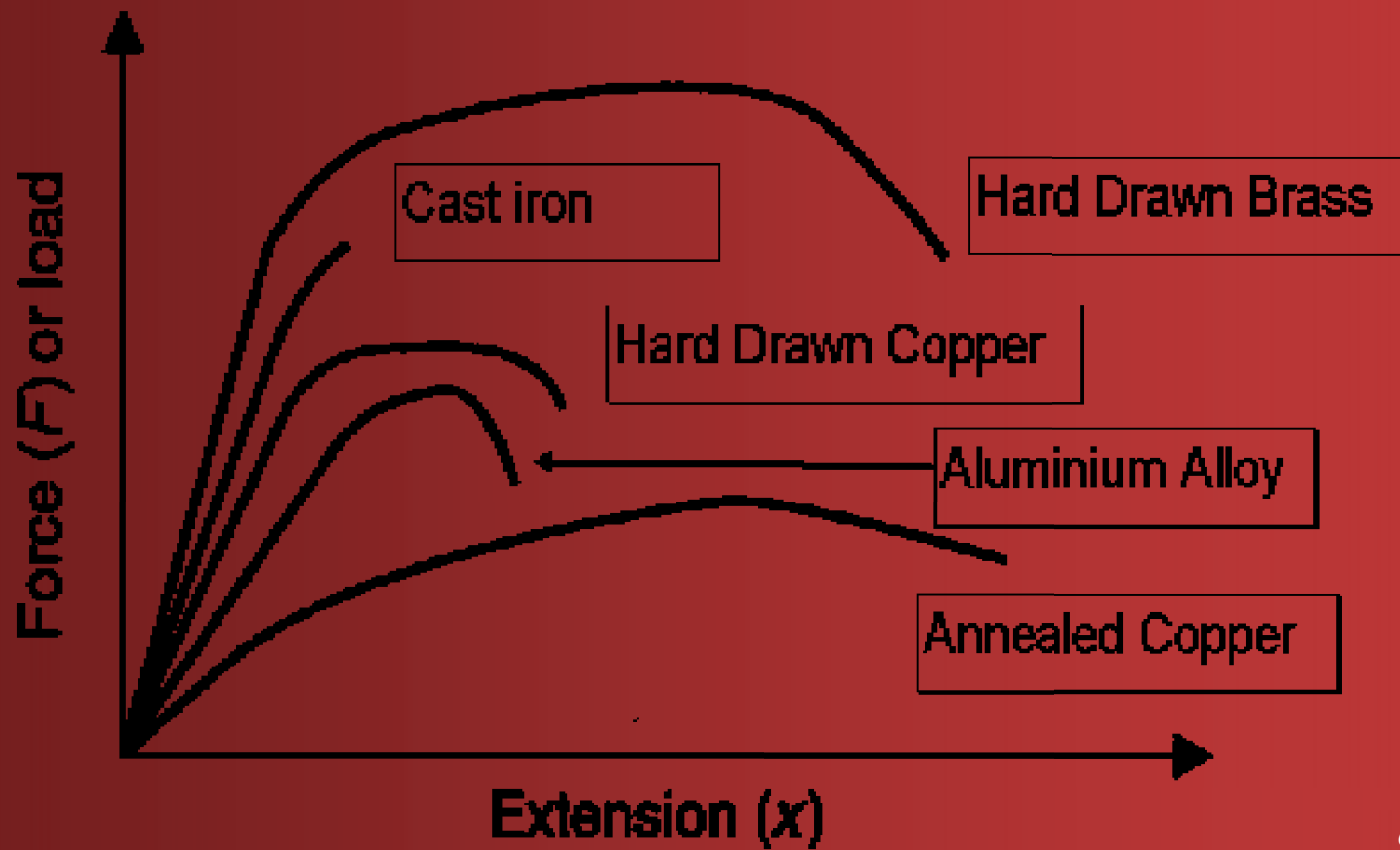 Force (F) or load
Cast iron
Hard Drawn Brass
Hard Drawn Copper
Aluminium Alloy
Annealed Copper
Extension (x)